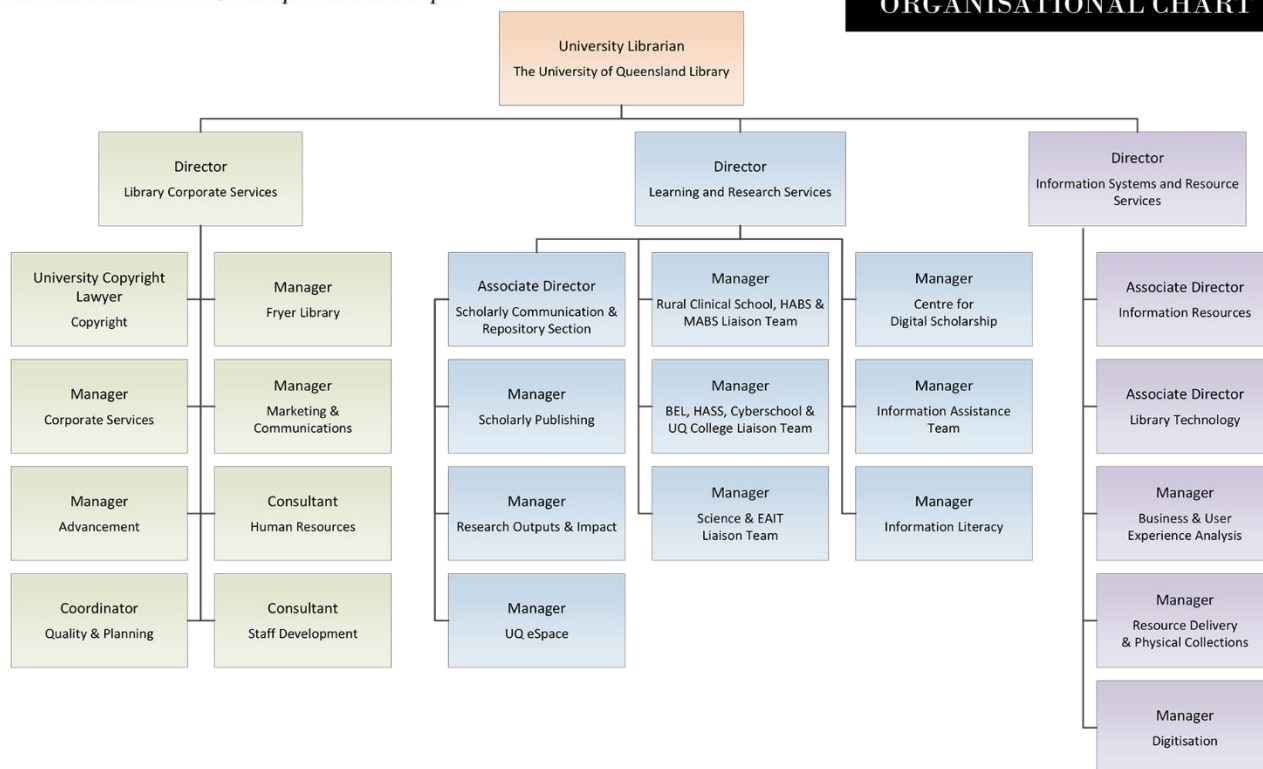 ORGANISATIONAL CHART
University Librarian
The University of Queensland Library
Director
Library Corporate Services
Director
Learning and Research Services
Director
Information Systems and Resource
Services
University Copyright
Lawyer
Copyright
Manager
Fryer Library
Manager
Corporate Services
Manager
Marketing &
Communications
Manager
Advancement
Consultant
Human Resources
Coordinator
Quality & Planning
Consultant
Staff Development
Associate Director
Scholarly Communication &
Repository Section
Manager
Scholarly Publishing
Manager
Research Outputs & Impact
Manager
UQ eSpace
Manager
Rural Clinical School, HABS &
MABS Liaison Team
Manager
BEL, HASS, Cyberschool &
UQ College Liaison Team
Manager
Science & EAIT
Liaison Team
Manager
Centre for
Digital Scholarship
Manager
Information Assistance
Team
Manager
Information Literacy
Associate Director
Information Resources
Associate Director
Library Technology
Manager
Business & User
Experience Analysis
Manager
Resource Delivery
& Physical Collections
Manager
Digitisation